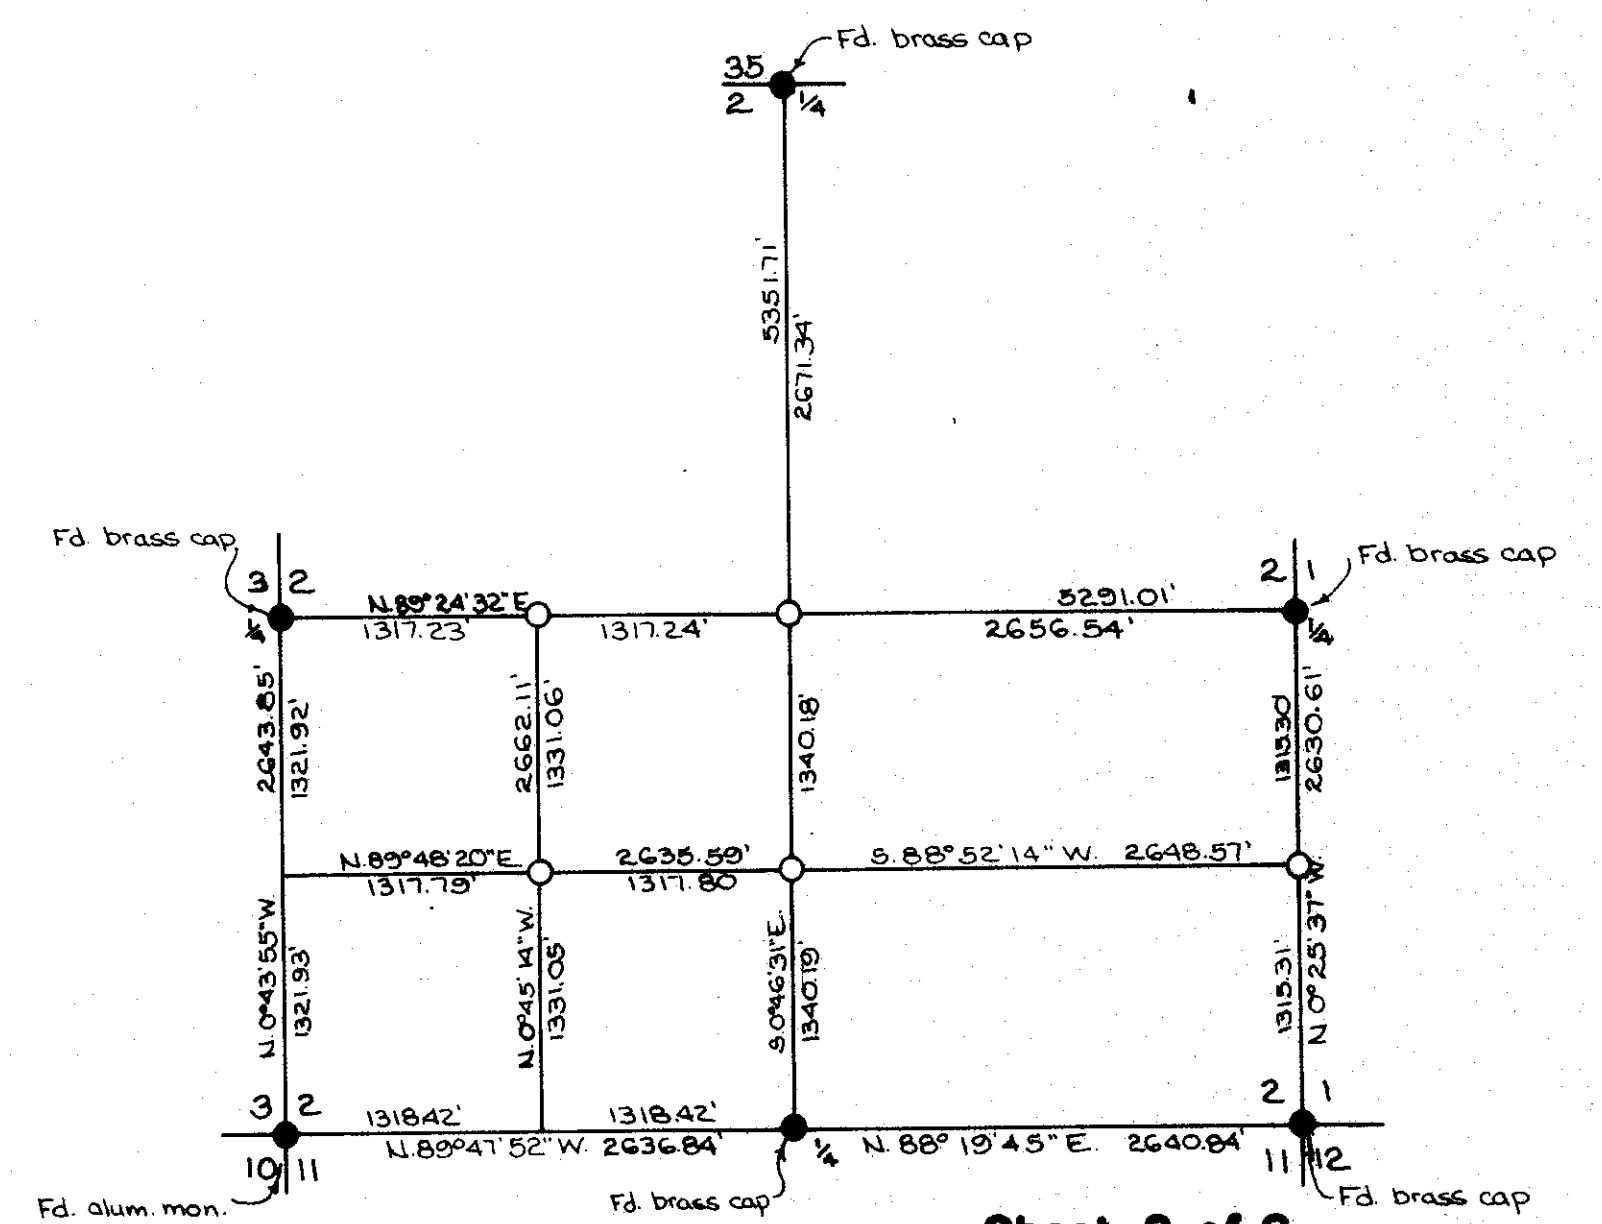 Fd. brass cap
35
2 1/4
5351.71'
2671.34'
Fd. brass cap
3 2
1/4
N.89°24'32"E.
1317.23'
1317.24'
5291.01'
2656.54'
2 1
1/4
Fd. brass cap
2643.85'
1321.92'
2662.11'
1331.06'
1340.18'
1315.30
2630.61'
N.89°48'20"E.
1317.79'
2635.59'
1317.80
S.88°52'14"W. 2648.57'
N.0°43'55"W
1321.93'
N.0°45'14"W.
1331.05'
S.0°46'31"E.
1340.19'
1315.31'
N 0°25'37"W.
3 2
10 11
1318.42'
1318.42'
N.89°47'52"W. 2636.84'
1/4
N. 88°19'45"E. 2640.84'
2 1
11 12
Fd. alum. mon.
Fd. brass cap
Fd. brass cap